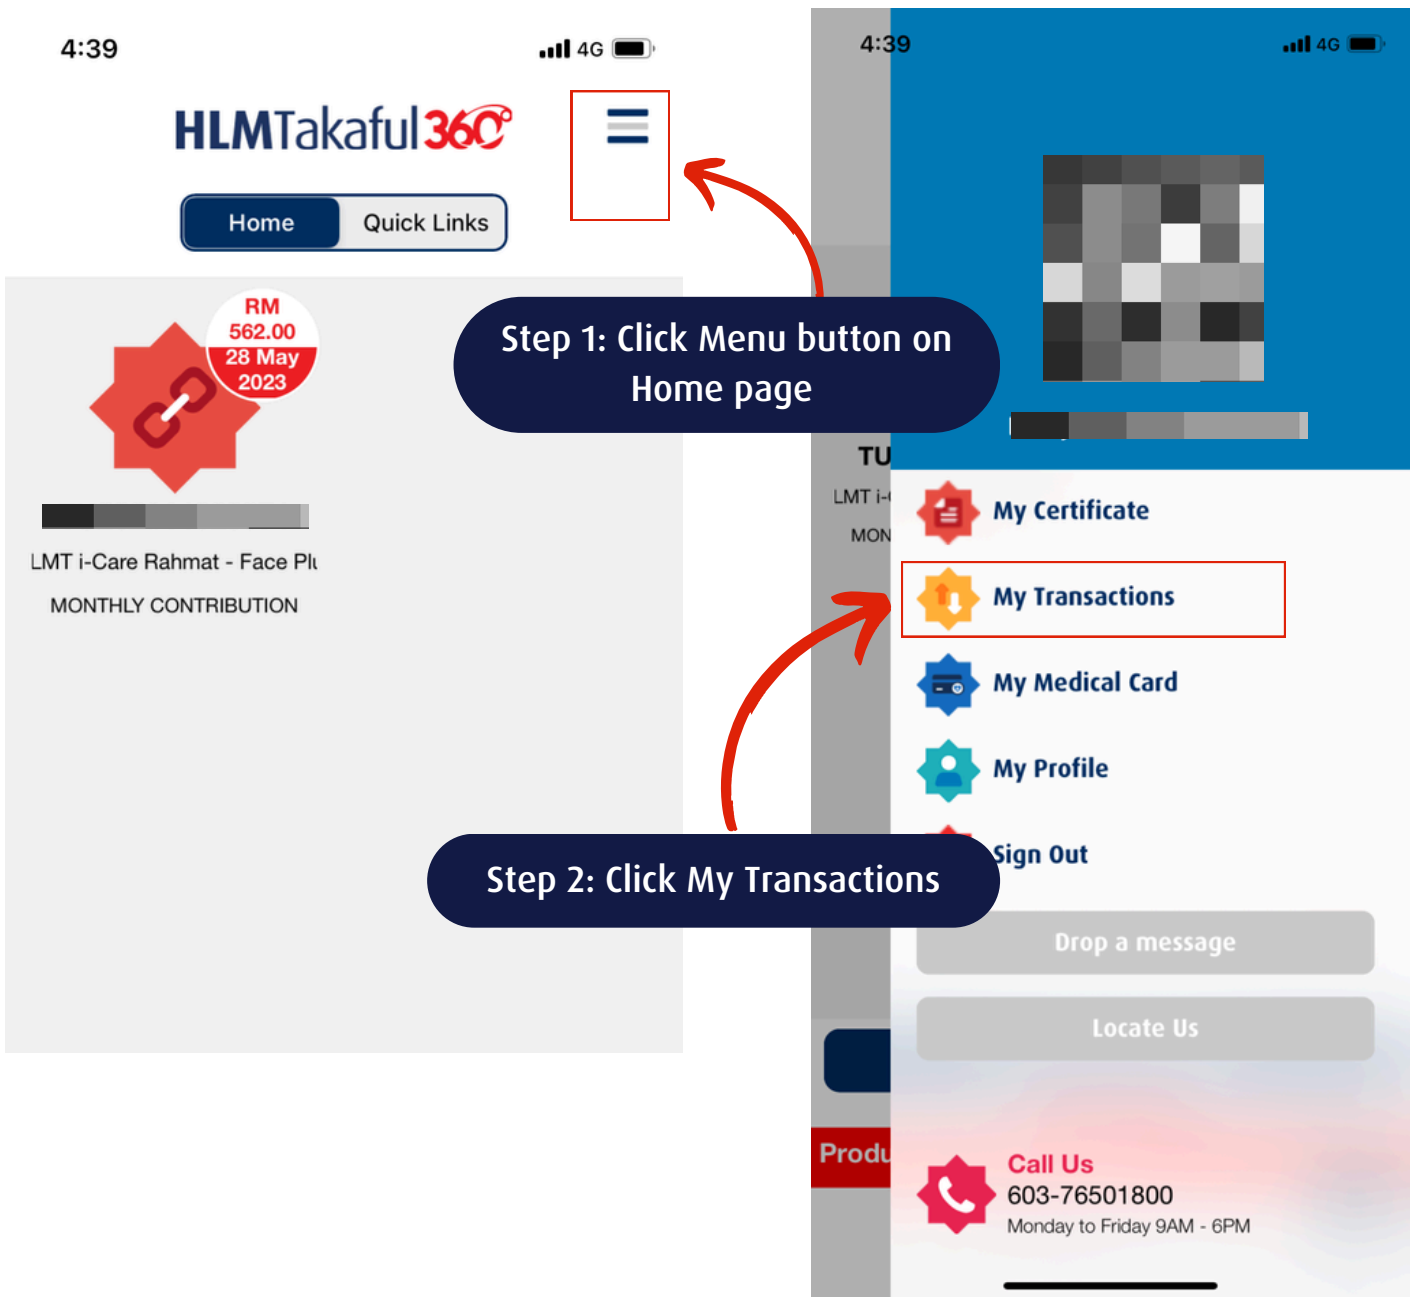 4:39
4G
HLMTakaful360°
Home
Quick Links
RM
562.00
28 May
2023
LMT i-Care Rahmat - Face Plu
MONTHLY CONTRIBUTION
Step 1: Click Menu button on
Home page
Step 2: Click My Transactions
4:39
4G
TU
LMT i-
MON
My Certificate
My Transactions
My Medical Card
My Profile
Sign Out
Drop a message
Locate Us
Produ
Call Us
603-76501800
Monday to Friday 9AM - 6PM